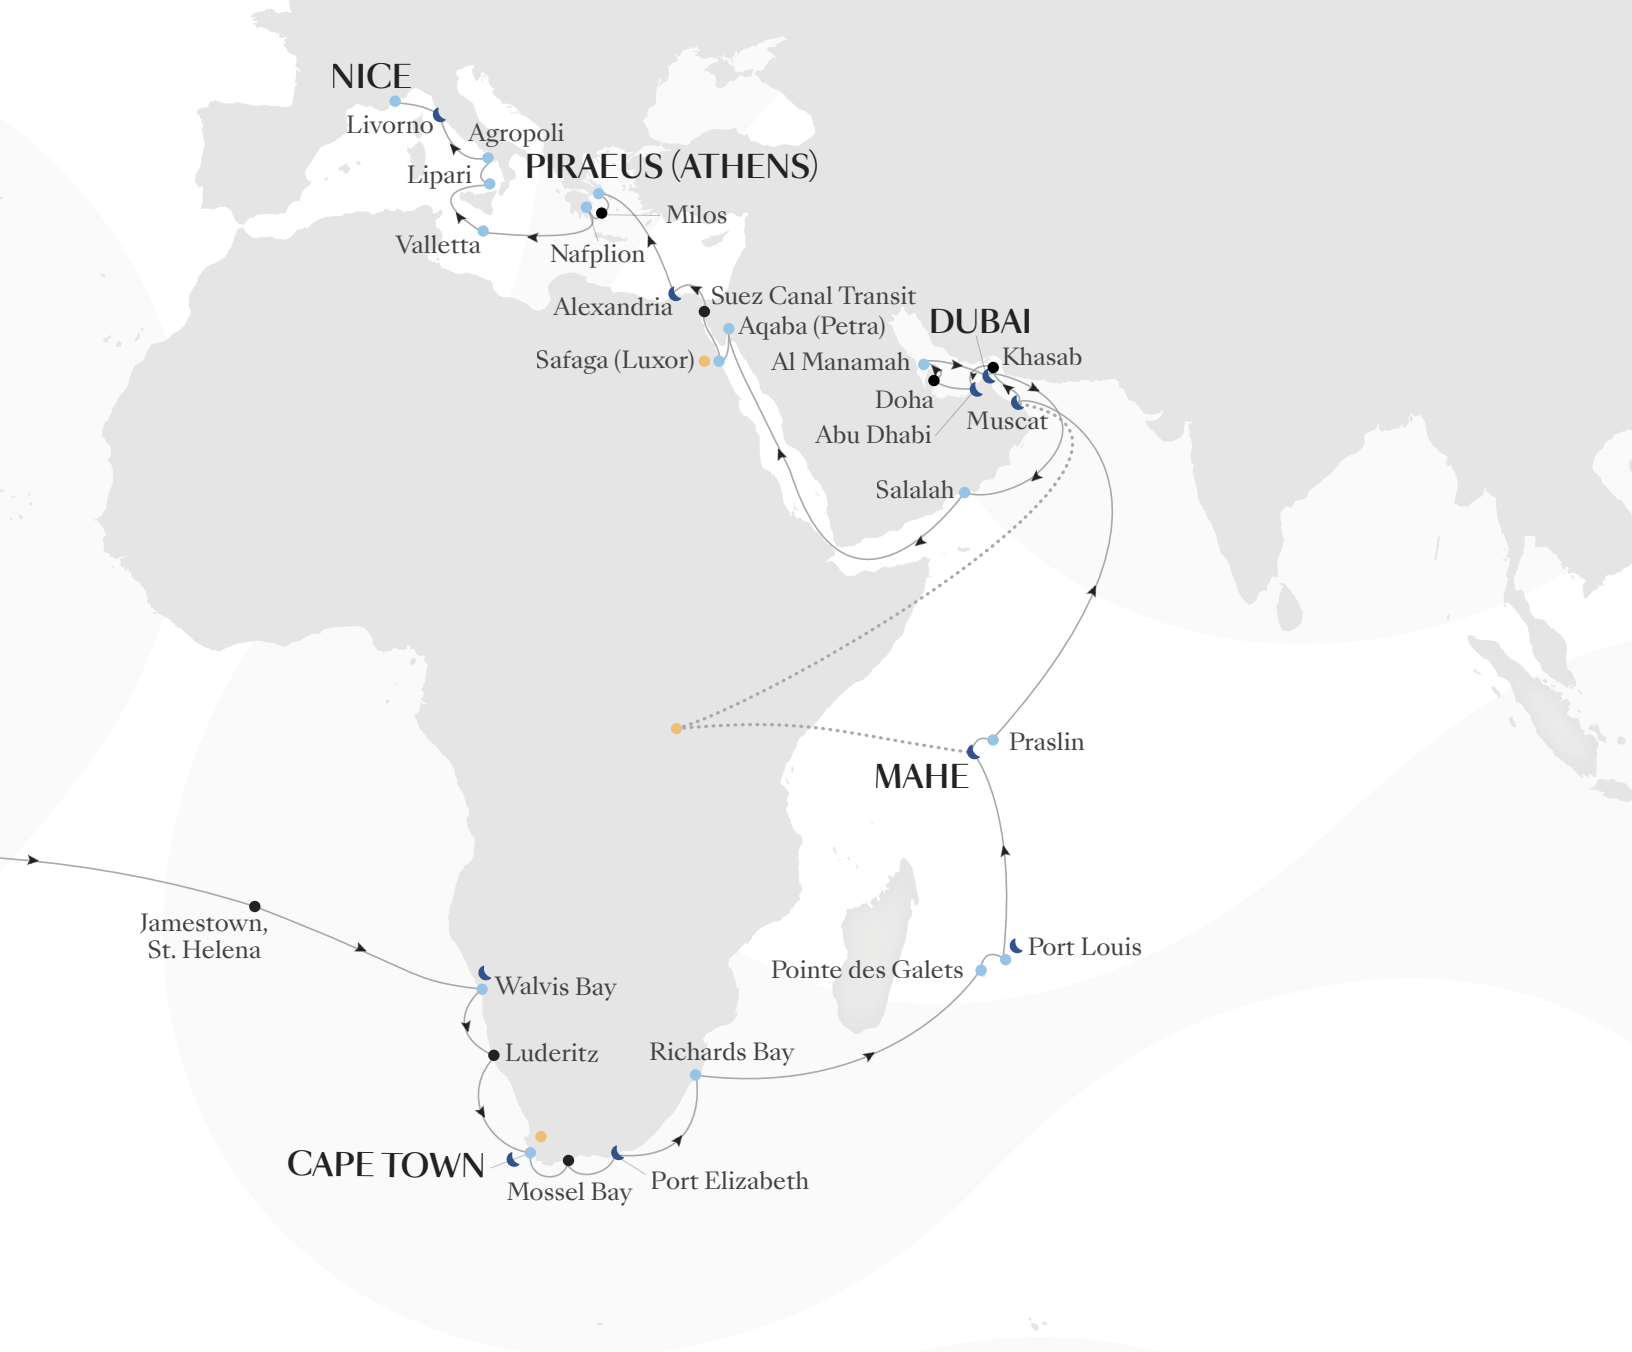 NICE
Livorno
Agropoli
PIRAEUS (ATHENS)
Lipari
Milos
Valletta
Nafplion
Alexandria
Suez Canal Transit
Aqaba (Petra)
DUBAI
Safaga (Luxor)
Al Manamah
Khasab
Doha
Muscat
Abu Dhabi
Salalah
Praslin
MAHE
Jamestown,
St. Helena
Port Louis
Pointe des Galets
Walvis Bay
Luderitz
Richards Bay
CAPE TOWN
Mossel Bay
Port Elizabeth